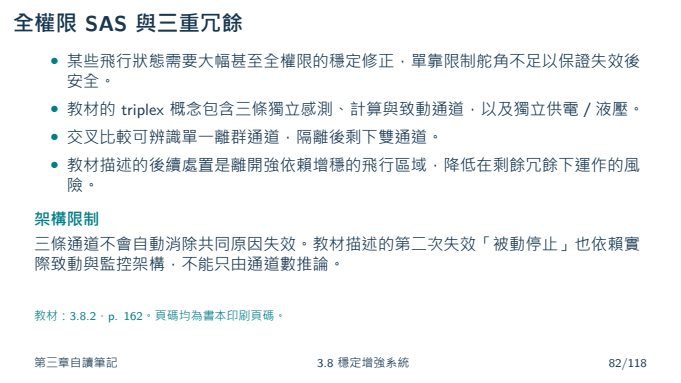 全權限 SAS 與三重冗餘
• 某些飛行狀態需要大幅甚至全權限的穩定修正，單靠限制舵角不足以保證失效後
安全。
• 教材的 triplex 概念包含三條獨立感測、計算與致動通道，以及獨立供電 / 液壓。
• 交叉比較可辨識單一離群通道，隔離後剩下雙通道。
• 教材描述的後續處置是離開強依賴增穩的飛行區域，降低在剩餘冗餘下運作的風
險。
架構限制
三條通道不會自動消除共同原因失效。教材描述的第二次失效「被動停止」也依賴實
際致動與監控架構，不能只由通道數推論。
教材：3.8.2，p. 162。頁碼均為書本印刷頁碼。
第三章自讀筆記
3.8 穩定增強系統
82/118